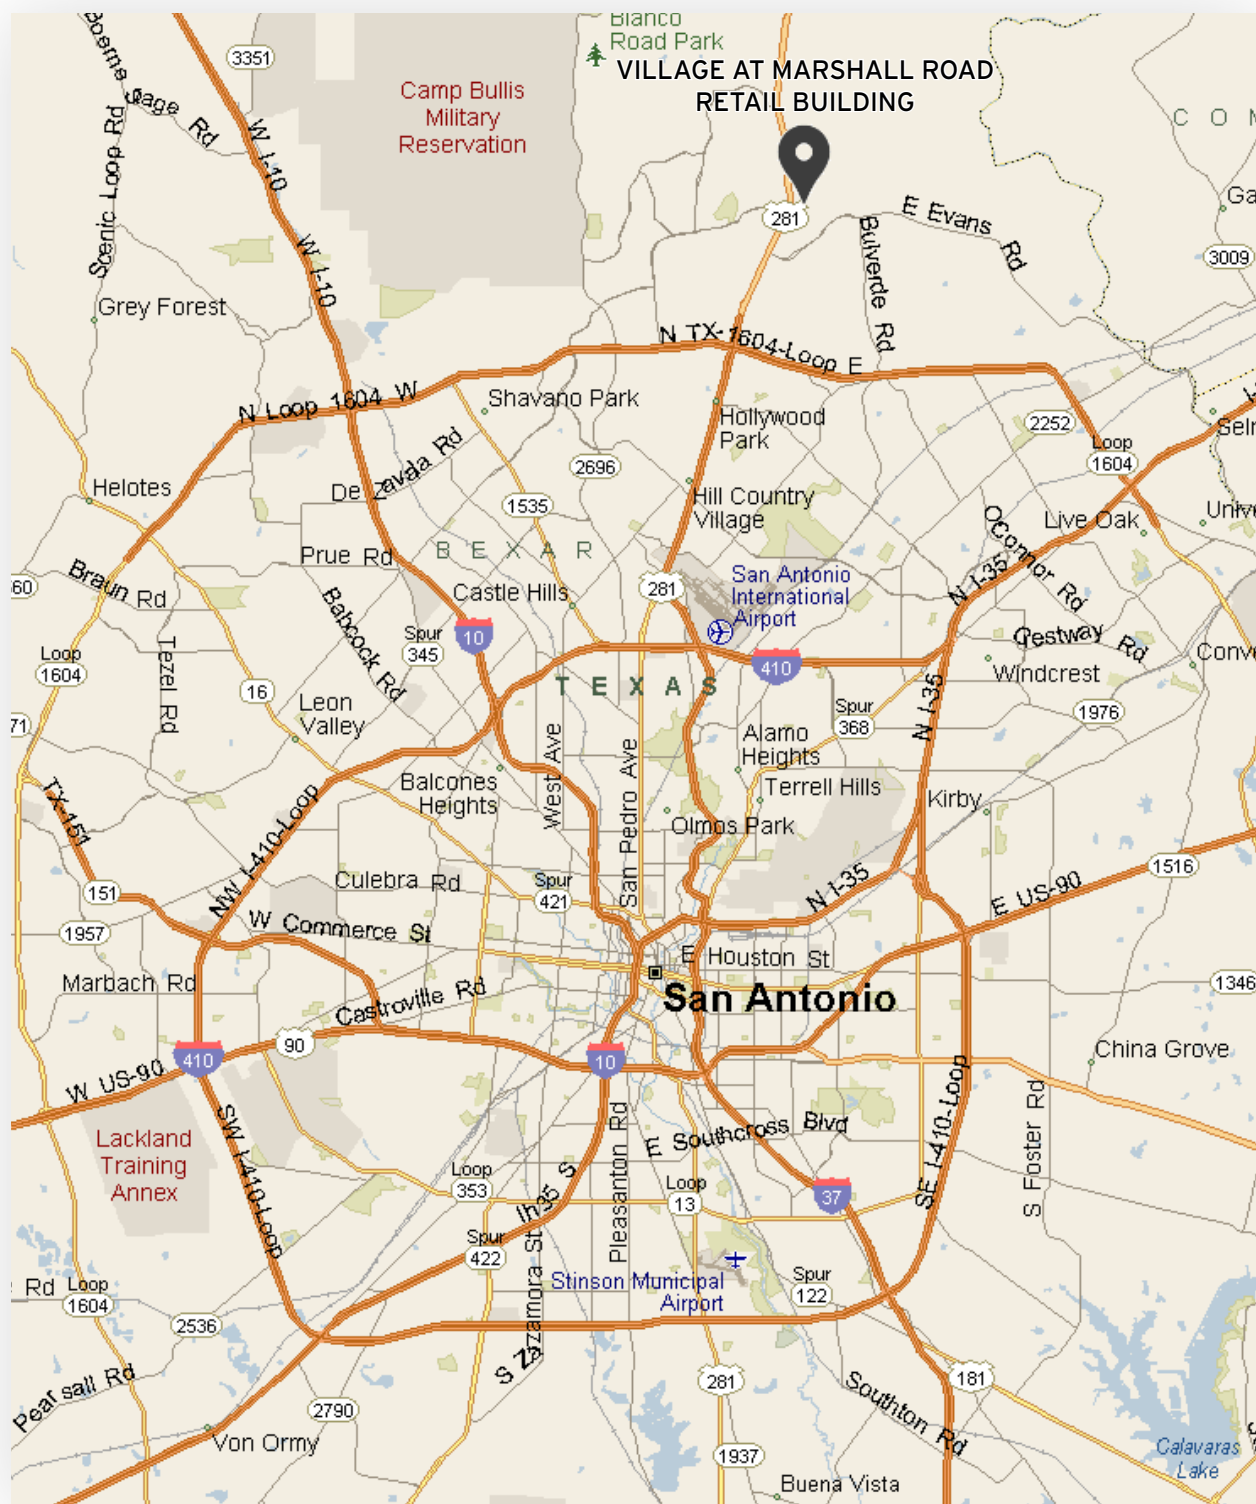 Blanco
Road Park
VILLAGE AT MARSHALL ROAD
RETAIL BUILDING
Boerne Stage Rd
3351
Camp Bullis
Military
Reservation
Scenic Loop Rd
W I-10
281
E Evans Rd
Bulverde Rd
3009
W I-10
Grey Forest
N TX-1604-Loop E
N Loop 1604 W
Shavano Park
Hollywood
Park
2252
Loop
1604
De Zavala Rd
2696
Helotes
1535
Hill Country
Village
Live Oak
OConnor Rd
Prue Rd
BEXAR
Braun Rd
Babcock Rd
Castle Hills
281
San Antonio
International
Airport
N I-35
Spur
345
10
Tezel Rd
Loop
1604
410
Gestway Rd
Windcrest
TEXAS
16
Leon
Valley
Spur
368
1976
N I-35
Alamo
Heights
West Ave
San Pedro Ave
Balcones
Heights
Terrell Hills
Kirby
TX-151
NW I-410-Loop
Olmos Park
1516
Culebra Rd
Spur
421
151
N I-35
E US-90
W Commerce St
1957
E Houston St
Marbach Rd
San Antonio
1346
Castroville Rd
90
410
10
China Grove
W US-90
SW I-410-Loop
Lackland
Training
Annex
Pleasanton Rd
E Southcross Blvd
SE I-410-Loop
S Foster Rd
Loop
353
Ih35 S
Loop
13
37
Spur
422
S Zarzamora St
Stinson Municipal
Airport
Spur
122
Rd
Loop
1604
2536
281
181
Pearsall Rd
2790
Southton Rd
Von Ormy
1937
Calavaras
Lake
Buena Vista